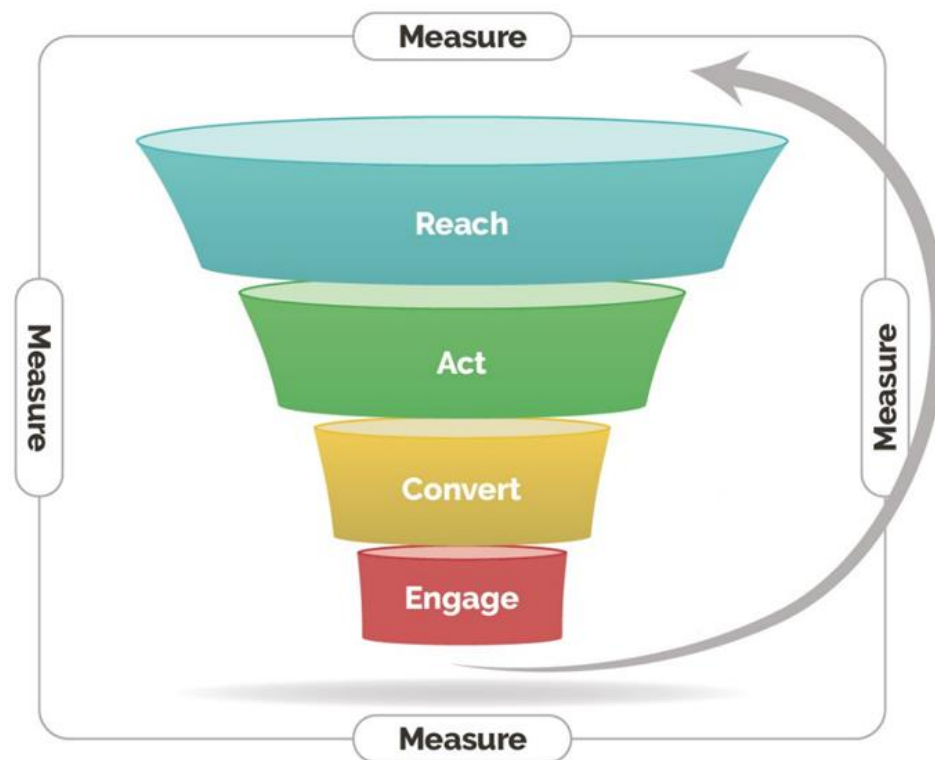 Measure
Reach
Act
Measure
Measure
Convert
Engage
Measure